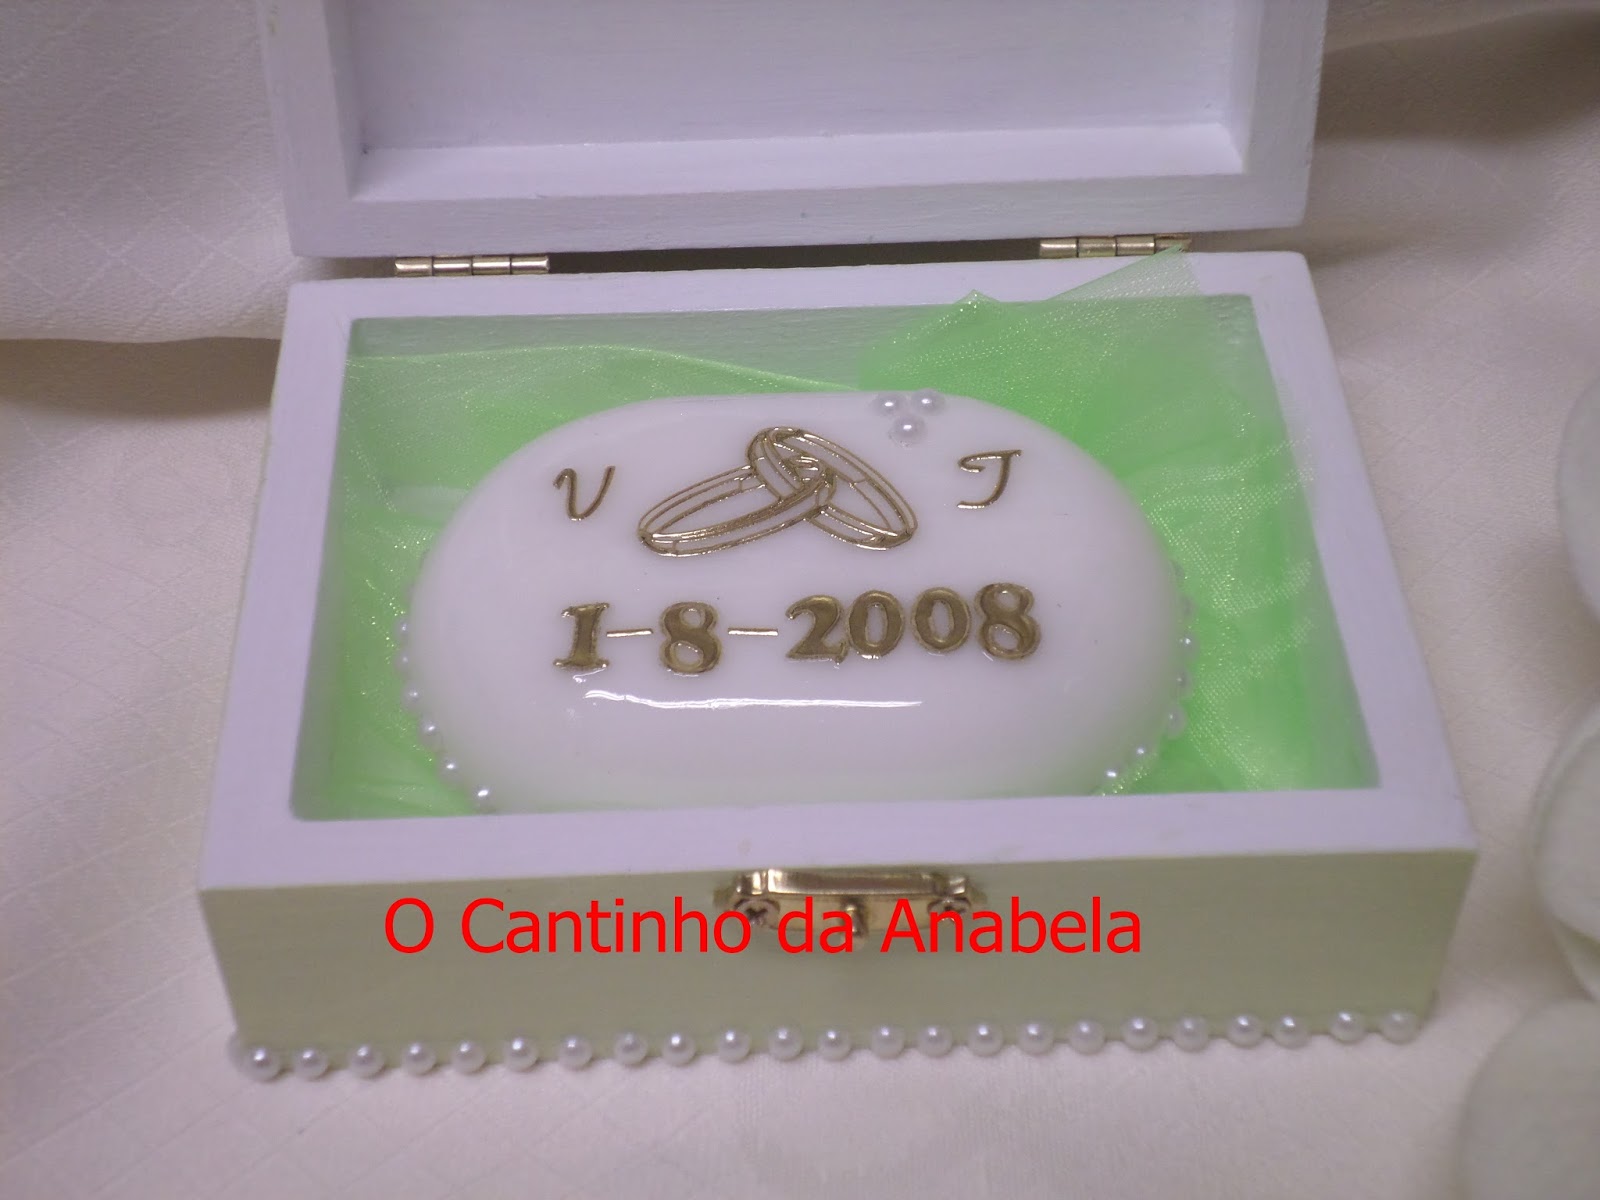 V T
1-8-2008
O Cantinho da Anabela